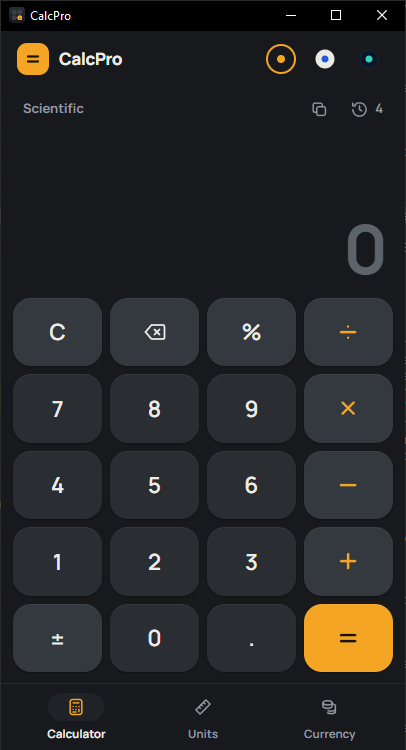 CalcPro
CalcPro
Scientific 4
0
C % ÷
7 8 9 ×
4 5 6 −
1 2 3 +
± 0 . =
Calculator Units Currency